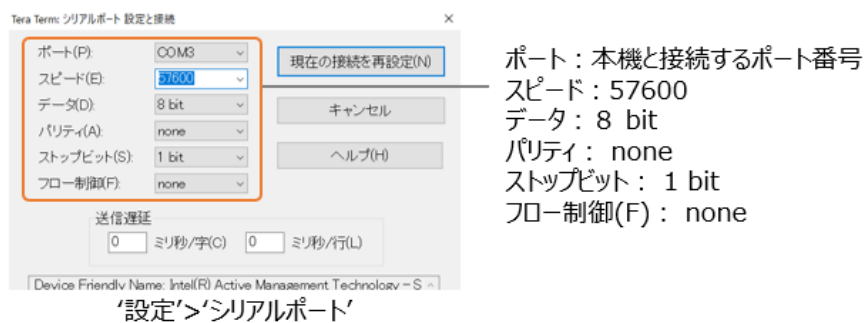 Tera Term: シリアルポート 設定と接続
ポート(P): COM3
スピード(E): 57600
データ(D): 8 bit
パリティ(A): none
ストップビット(S): 1 bit
フロー制御(F): none
現在の接続を再設定(N)
キャンセル
ヘルプ(H)
送信遅延
0 ミリ秒/字(C) 0 ミリ秒/行(L)
Device Friendly Name: Intel(R) Active Management Technology - S
'設定'>'シリアルポート'
ポート：本機と接続するポート番号
スピード：57600
データ： 8 bit
パリティ： none
ストップビット： 1 bit
フロー制御(F)： none